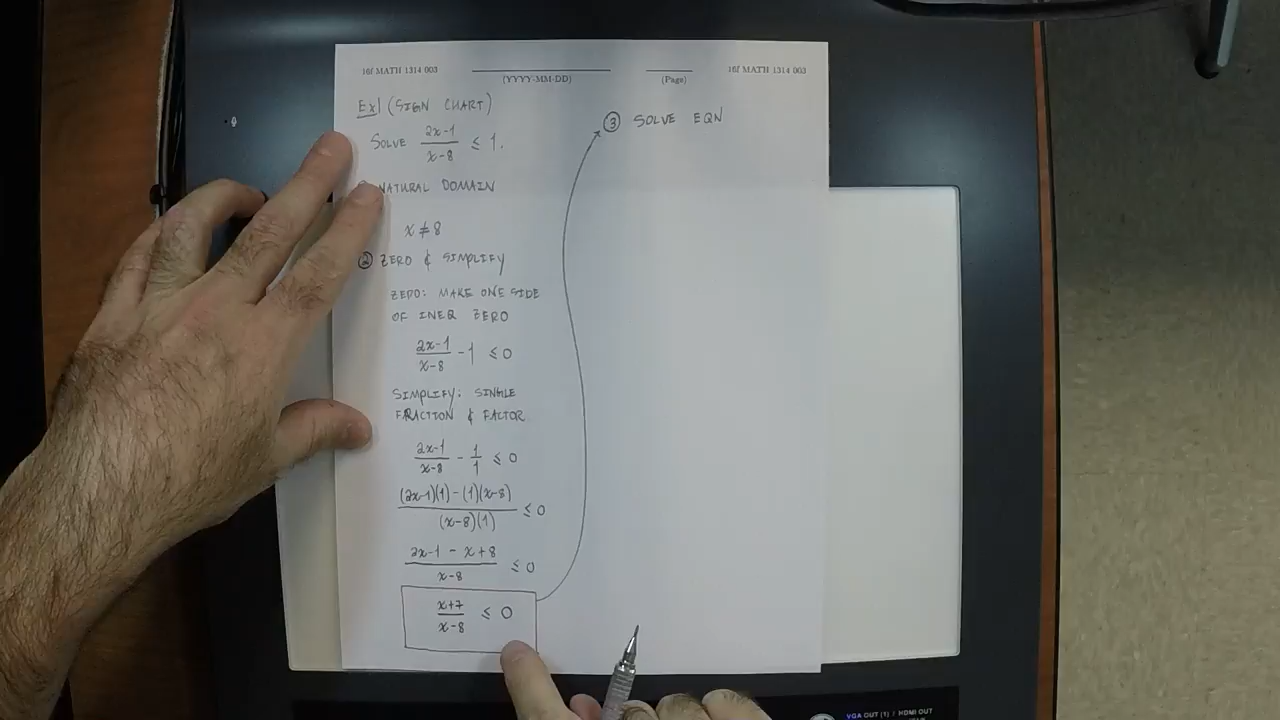 16f MATH 1314 003
(YYYY-MM-DD)
(Page)
16f MATH 1314 003
Ex1 (SIGN CHART)
SOLVE (2x-1)/(x-8) ≤ 1.
NATURAL DOMAIN
x ≠ 8
② ZERO & SIMPLIFY
ZERO: MAKE ONE SIDE
OF INEQ ZERO
(2x-1)/(x-8) - 1 ≤ 0
SIMPLIFY: SINGLE
FRACTION & FACTOR
(2x-1)/(x-8) - 1/1 ≤ 0
((2x-1)(1) - (1)(x-8))/((x-8)(1)) ≤ 0
(2x-1 - x+8)/(x-8) ≤ 0
(x+7)/(x-8) ≤ 0
③ SOLVE EQN
VGA OUT (1) / HDMI OUT